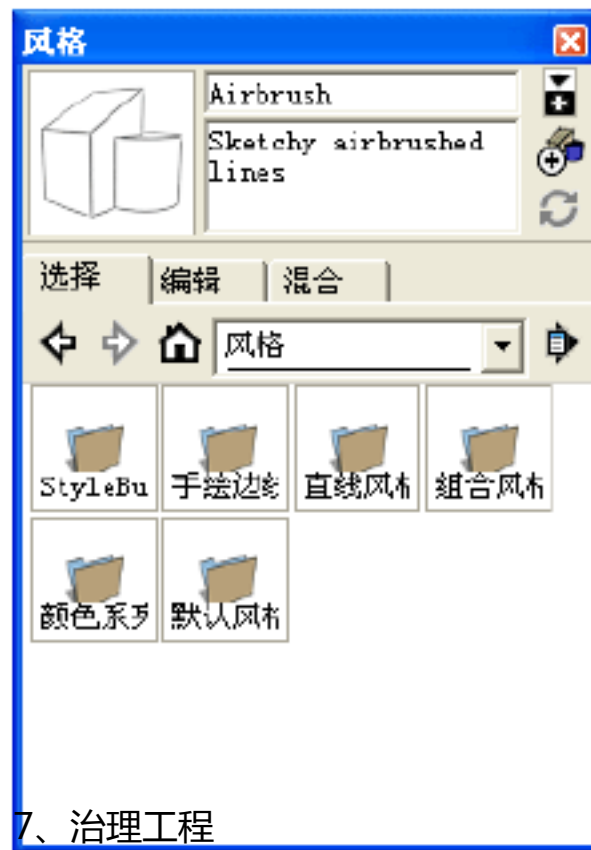 风格
Airbrush
Sketchy airbrushed
lines
选择 编辑 混合
风格
StyleBu 手绘边 直线风 组合风
颜色系 默认风
7、治理工程